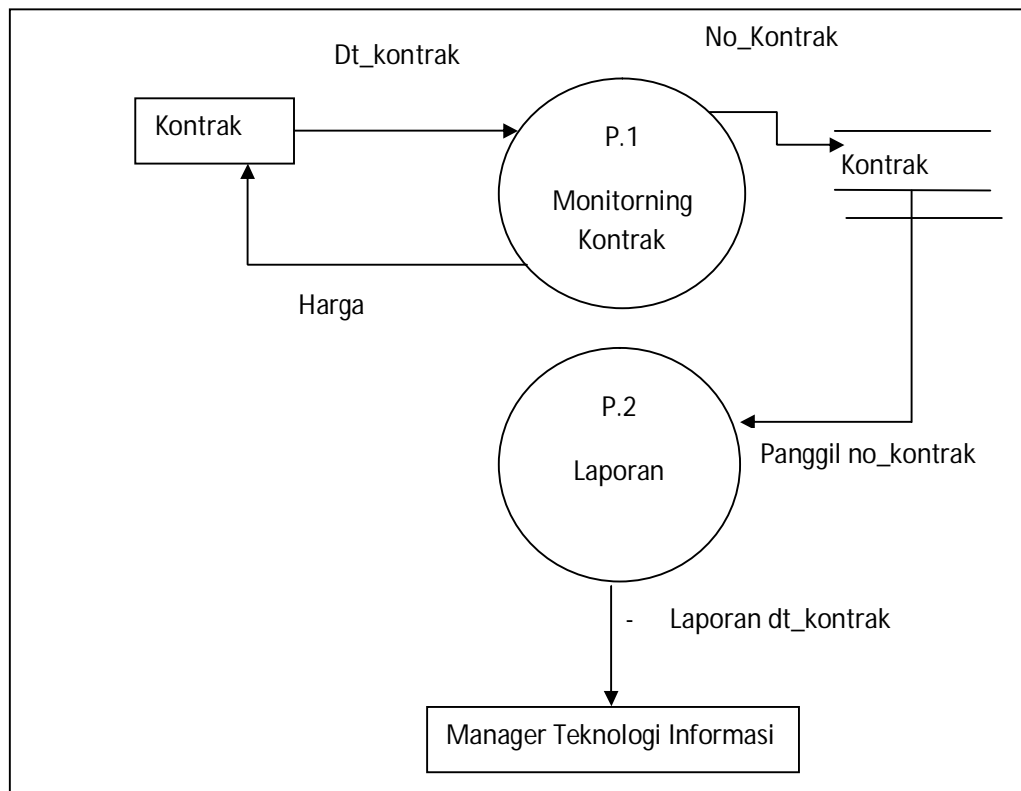 No_Kontrak
Dt_kontrak
Kontrak
P.1
Monitorning
Kontrak
Kontrak
Harga
P.2
Laporan
Panggil no_kontrak
- Laporan dt_kontrak
Manager Teknologi Informasi